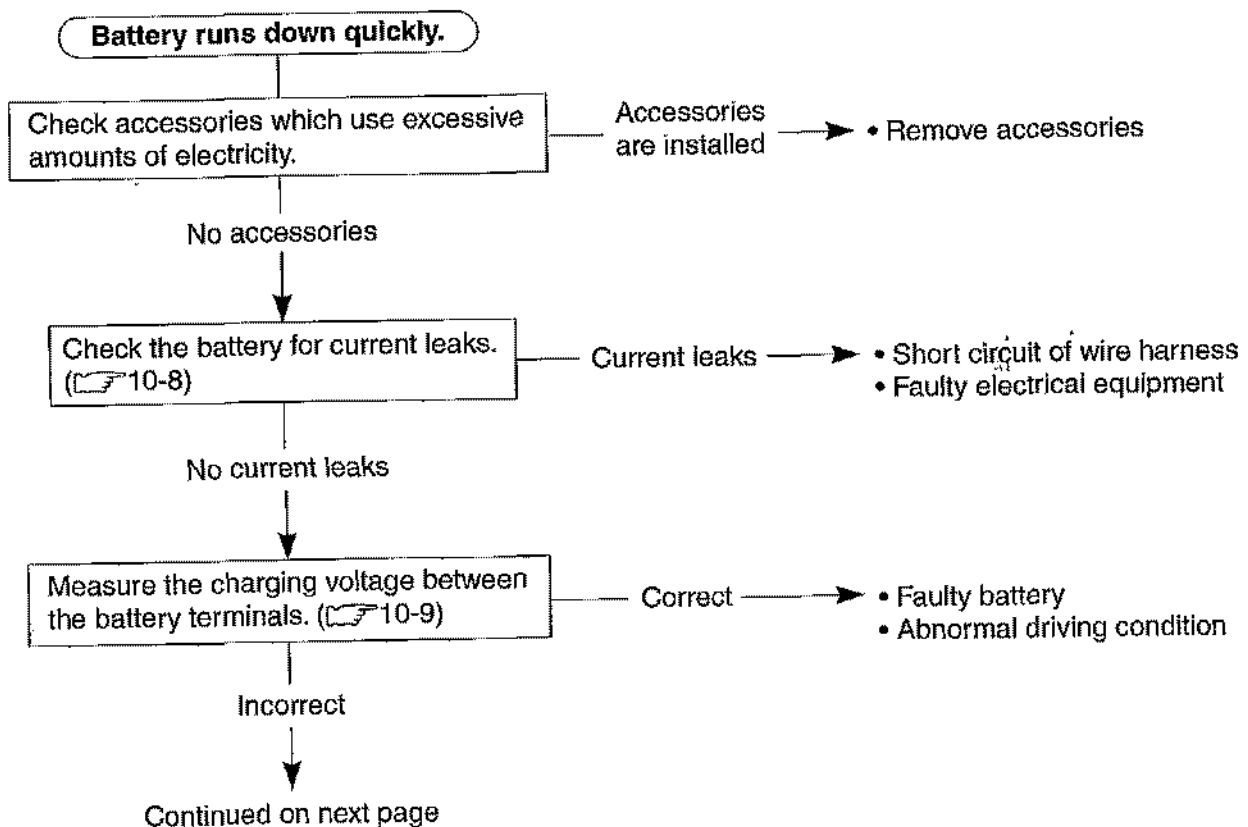 Battery runs down quickly.
Check accessories which use excessive
amounts of electricity.
Accessories
are installed
• Remove accessories
No accessories
Check the battery for current leaks.
(☞10-8)
Current leaks
• Short circuit of wire harness
• Faulty electrical equipment
No current leaks
Measure the charging voltage between
the battery terminals. (☞10-9)
Correct
• Faulty battery
• Abnormal driving condition
Incorrect
Continued on next page